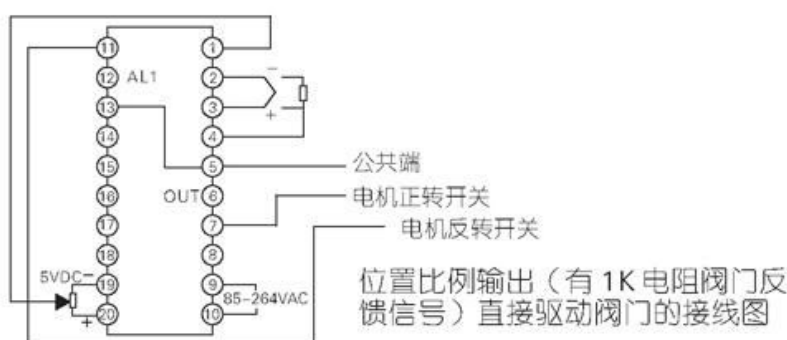 11 1
12 AL1 2 −
13 3 +
14 4
15 5 公共端
16 OUT 6
17 7 电机正转开关
18 8 电机反转开关
5VDC− 19 9
85-264VAC
+ 20 10
位置比例输出（有1K电阻阀门反
馈信号）直接驱动阀门的接线图